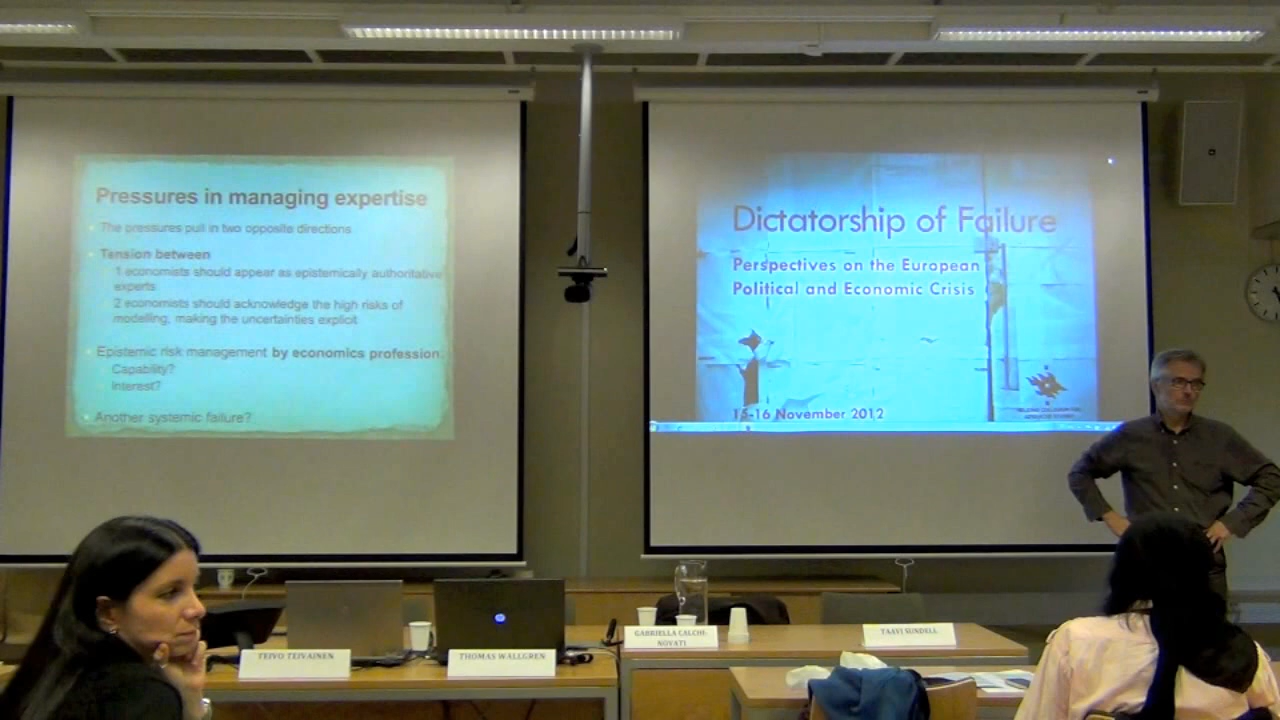 Pressures in managing expertise
The pressures pull in two opposite directions
Tension between
1 economists should appear as epistemically authoritative
experts
2 economists should acknowledge the high risks of
modelling, making the uncertainties explicit
Epistemic risk management by economics profession
Capability?
Interest?
Another systemic failure?
Dictatorship of Failure
Perspectives on the European
Political and Economic Crisis
15-16 November 2012
TEIVO TEIVAINEN
THOMAS WALLGREN
GABRIELLA CALCHI-
NOVATI
TAAVI SUNDELL